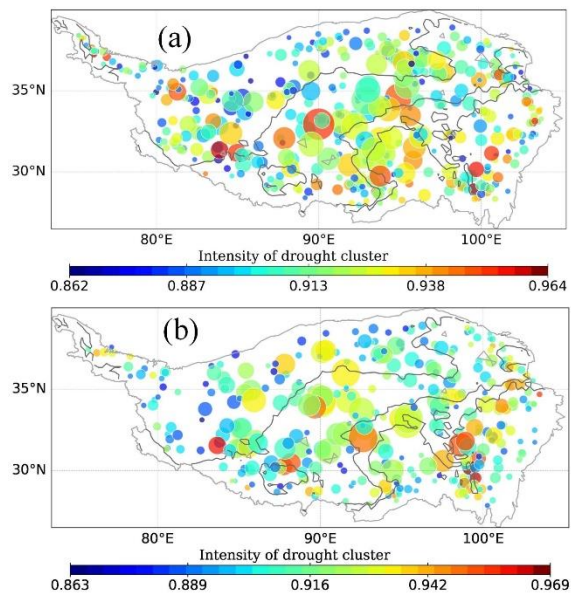 (a)
35°N
30°N
80°E 90°E 100°E
Intensity of drought cluster
0.862 0.887 0.913 0.938 0.964
(b)
35°N
30°N
80°E 90°E 100°E
Intensity of drought cluster
0.863 0.889 0.916 0.942 0.969